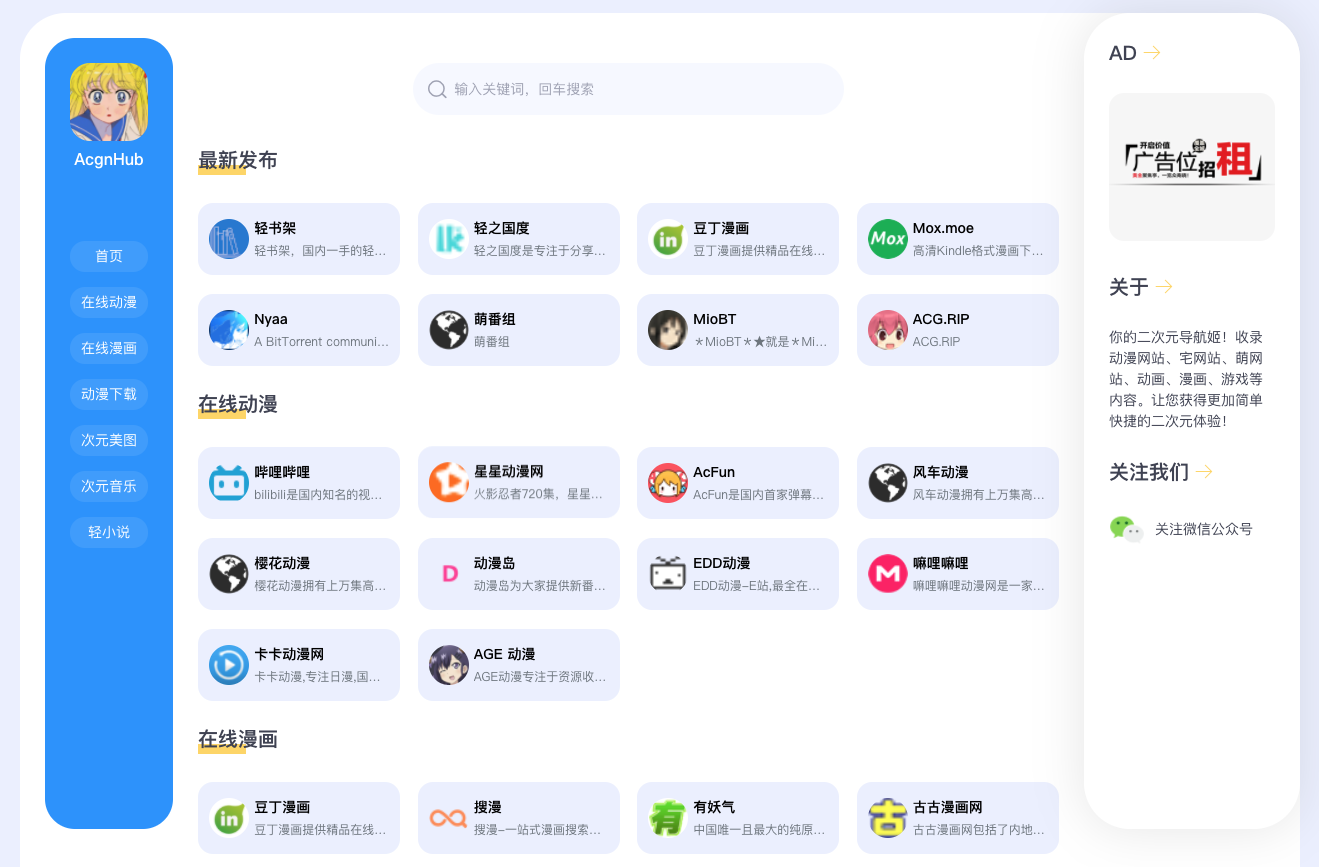 AcgnHub
首页
在线动漫
在线漫画
动漫下载
次元美图
次元音乐
轻小说
输入关键词，回车搜索
最新发布
轻书架
轻书架，国内一手的轻...
轻之国度
轻之国度是专注于分享...
豆丁漫画
豆丁漫画提供精品在线...
Mox
Mox.moe
高清Kindle格式漫画下...
Nyaa
A BitTorrent communi...
萌番组
萌番组
MioBT
＊MioBT＊★就是＊Mi...
ACG.RIP
ACG.RIP
在线动漫
哔哩哔哩
bilibili是国内知名的视...
星星动漫网
火影忍者720集，星星...
AcFun
AcFun是国内首家弹幕...
风车动漫
风车动漫拥有上万集高...
樱花动漫
樱花动漫拥有上万集高...
D
动漫岛
动漫岛为大家提供新番...
EDD动漫
EDD动漫-E站,最全在...
嘛哩嘛哩
嘛哩嘛哩动漫网是一家...
卡卡动漫网
卡卡动漫,专注日漫,国...
AGE 动漫
AGE动漫专注于资源收...
在线漫画
in
豆丁漫画
豆丁漫画提供精品在线...
搜漫
搜漫-一站式漫画搜索...
有
有妖气
中国唯一且最大的纯原...
古
古古漫画网
古古漫画网包括了内地...
AD
开启价值
广告位招租
关于
你的二次元导航姬！收录
动漫网站、宅网站、萌网
站、动画、漫画、游戏等
内容。让您获得更加简单
快捷的二次元体验！
关注我们
关注微信公众号